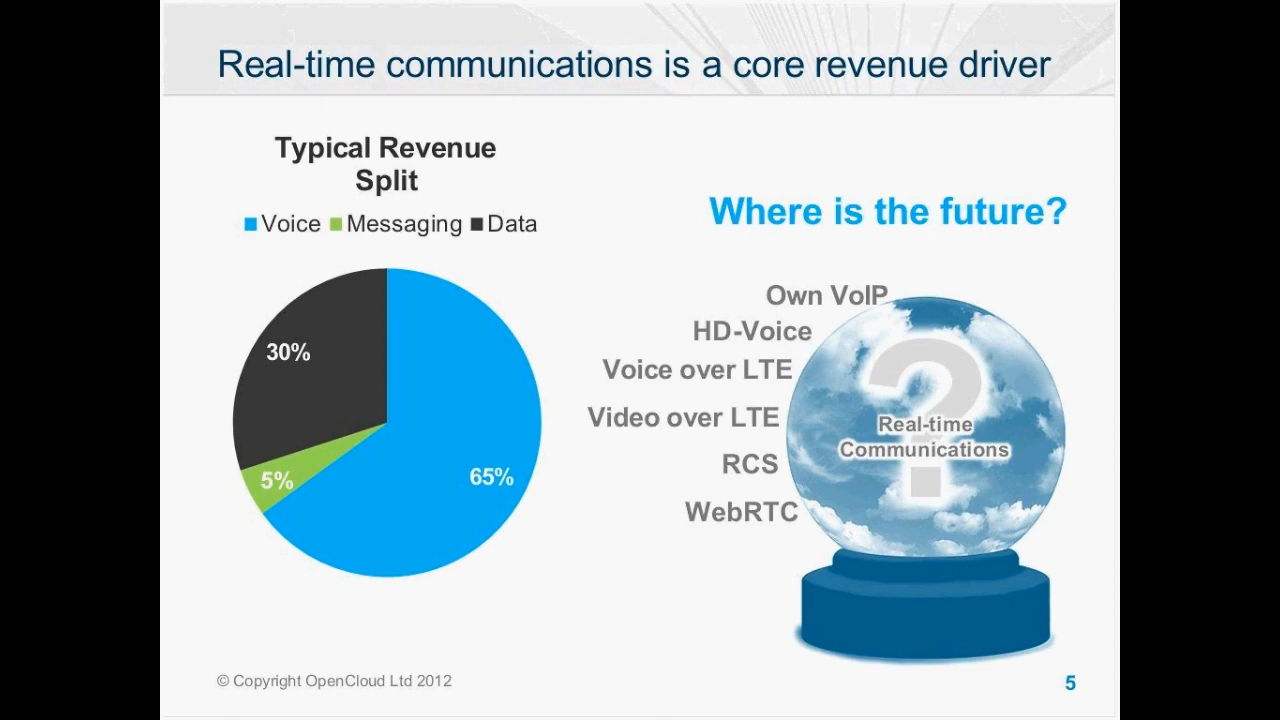 Real-time communications is a core revenue driver
Typical Revenue
Split
Voice Messaging Data
30%
5%
65%
Where is the future?
Own VoIP
HD-Voice
Voice over LTE
Video over LTE
RCS
WebRTC
?
Real-time
Communications
© Copyright OpenCloud Ltd 2012
5